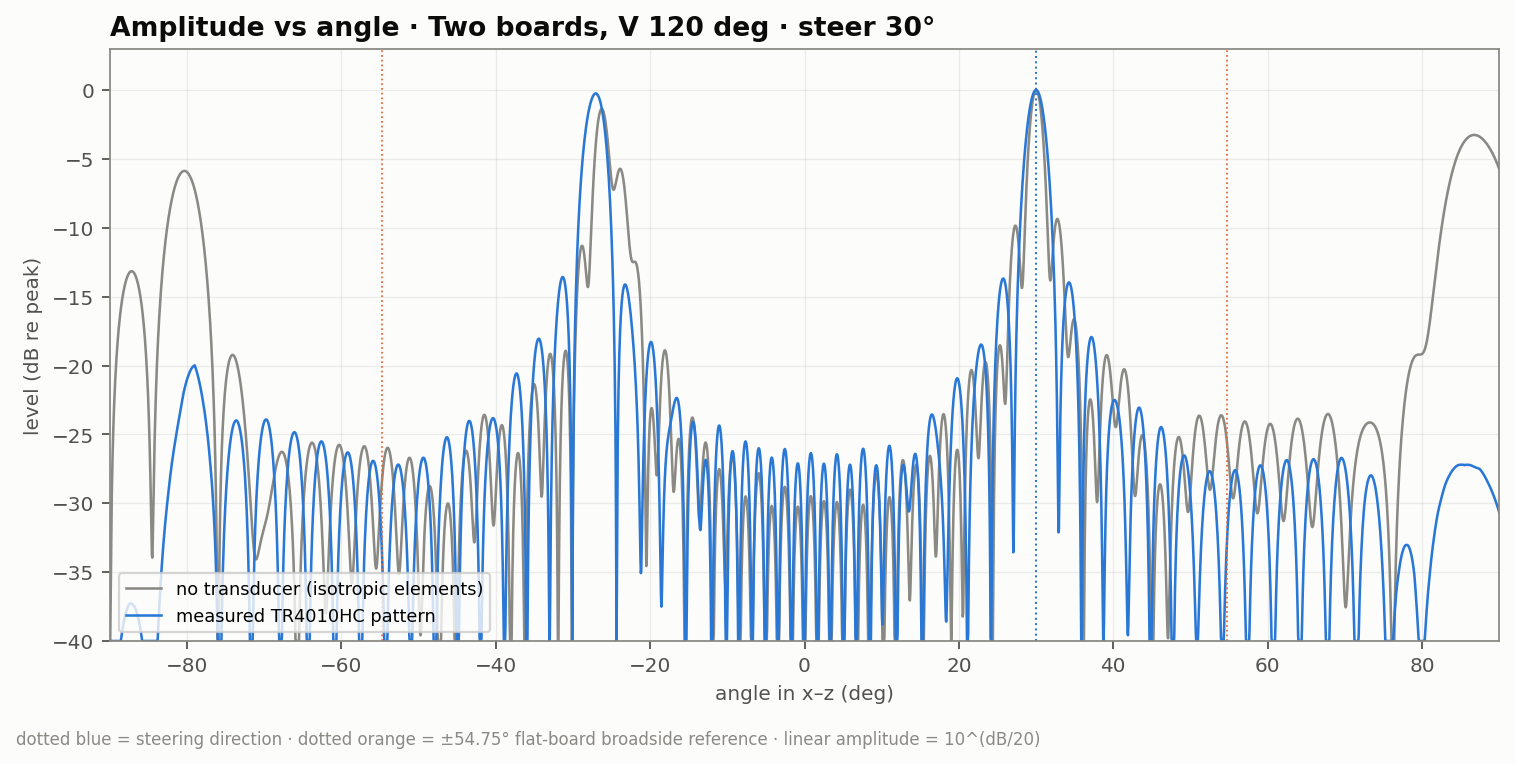 Amplitude vs angle · Two boards, V 120 deg · steer 30°
level (dB re peak)
0
−5
−10
−15
−20
−25
−30
−35
−40
no transducer (isotropic elements)
measured TR4010HC pattern
−80 −60 −40 −20 0 20 40 60 80
angle in x–z (deg)
dotted blue = steering direction · dotted orange = ±54.75° flat-board broadside reference · linear amplitude = 10^(dB/20)